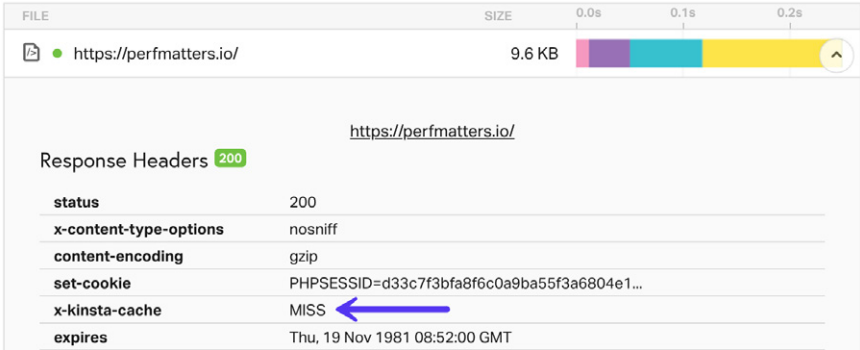 FILE SIZE 0.0s 0.1s 0.2s
https://perfmatters.io/ 9.6 KB
https://perfmatters.io/
Response Headers 200
status 200
x-content-type-options nosniff
content-encoding gzip
set-cookie PHPSESSID=d33c7f3bfa8f6c0a9ba55f3a6804e1...
x-kinsta-cache MISS
expires Thu, 19 Nov 1981 08:52:00 GMT